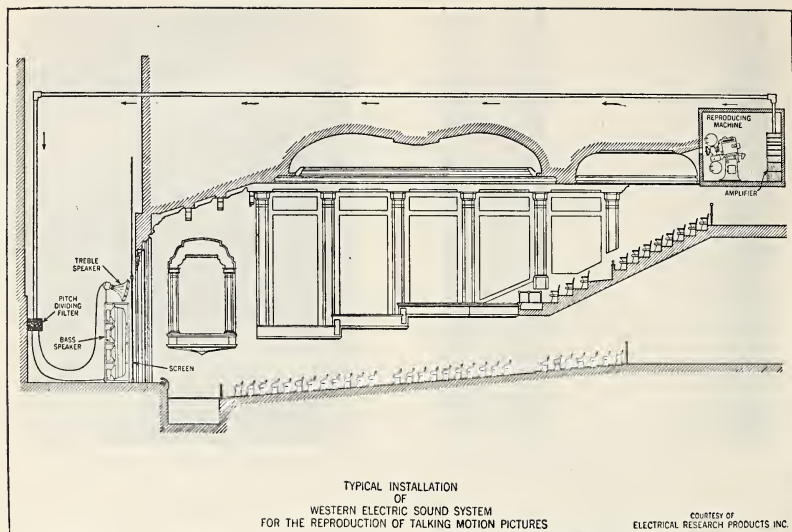 REPRODUCING
MACHINE
AMPLIFIER
TREBLE
SPEAKER
PITCH
DIVIDING
FILTER
BASS
SPEAKER
SCREEN
TYPICAL INSTALLATION
OF
WESTERN ELECTRIC SOUND SYSTEM
FOR THE REPRODUCTION OF TALKING MOTION PICTURES
COURTESY OF
ELECTRICAL RESEARCH PRODUCTS INC.